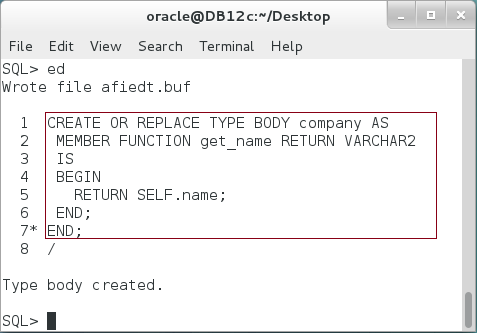 oracle@DB12c:~/Desktop
File Edit View Search Terminal Help
SQL> ed
Wrote file afiedt.buf
1 CREATE OR REPLACE TYPE BODY company AS
2 MEMBER FUNCTION get_name RETURN VARCHAR2
3 IS
4 BEGIN
5 RETURN SELF.name;
6 END;
7* END;
8 /
Type body created.
SQL>